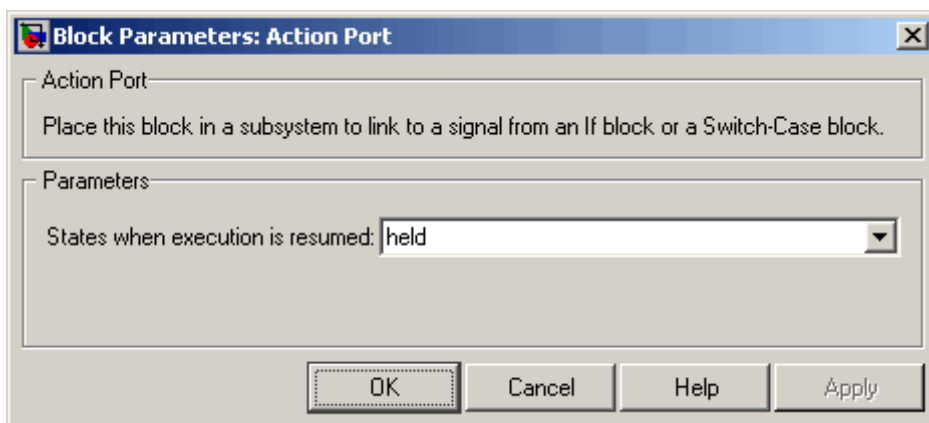 Block Parameters: Action Port
Action Port
Place this block in a subsystem to link to a signal from an If block or a Switch-Case block.
Parameters
States when execution is resumed: held
OK Cancel Help Apply